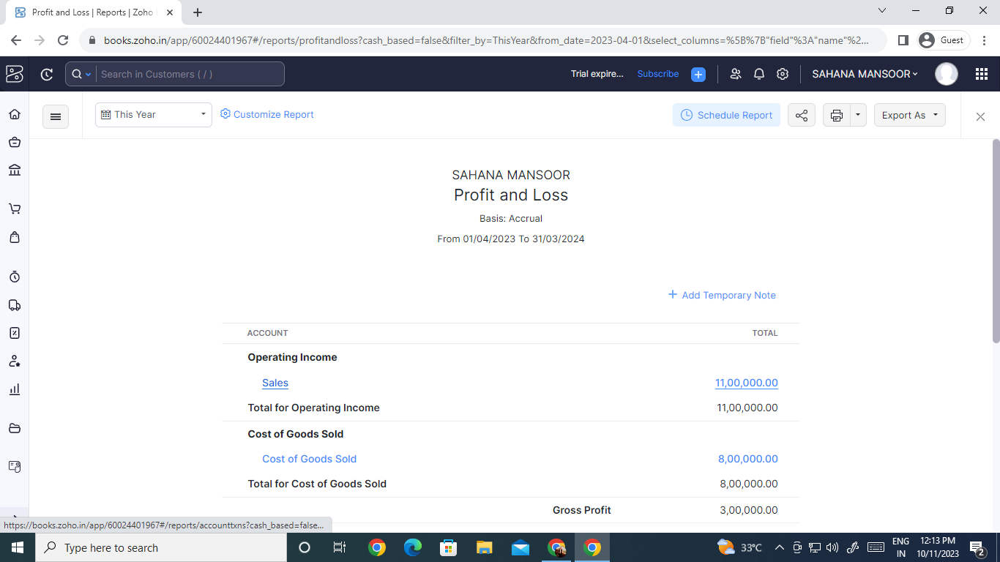 Profit and Loss | Reports | Zoho
books.zoho.in/app/60024401967#/reports/profitandloss?cash_based=false&filter_by=ThisYear&from_date=2023-04-01&select_columns=%5B%7B"field"%3A"name"%2...
Guest
Search in Customers ( / )
Trial expire...
Subscribe
SAHANA MANSOOR
This Year
Customize Report
Schedule Report
Export As
SAHANA MANSOOR
Profit and Loss
Basis: Accrual
From 01/04/2023 To 31/03/2024
Add Temporary Note
ACCOUNT TOTAL
Operating Income
Sales 11,00,000.00
Total for Operating Income 11,00,000.00
Cost of Goods Sold
Cost of Goods Sold 8,00,000.00
Total for Cost of Goods Sold 8,00,000.00
Gross Profit 3,00,000.00
https://books.zoho.in/app/60024401967#/reports/accounttxns?cash_based=false...
Type here to search
33°C
ENG
IN
12:13 PM
10/11/2023
2